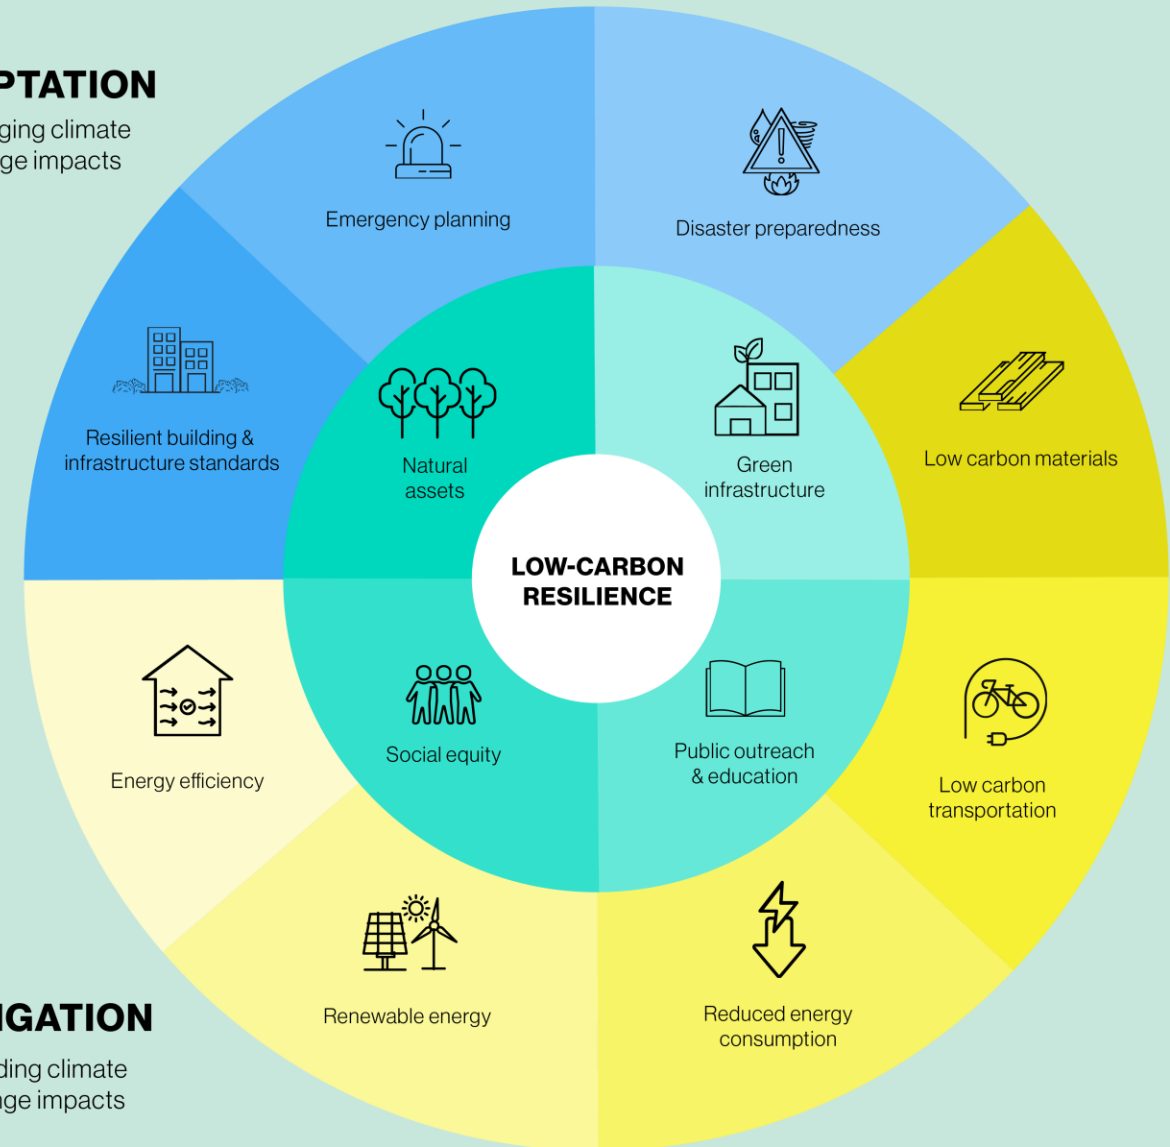 PTATION
ging climate
ge impacts
Emergency planning
Disaster preparedness
Resilient building &
infrastructure standards
Natural
assets
Green
infrastructure
Low carbon materials
LOW-CARBON
RESILIENCE
Energy efficiency
Social equity
Public outreach
& education
Low carbon
transportation
Renewable energy
Reduced energy
consumption
IGATION
ding climate
nge impacts